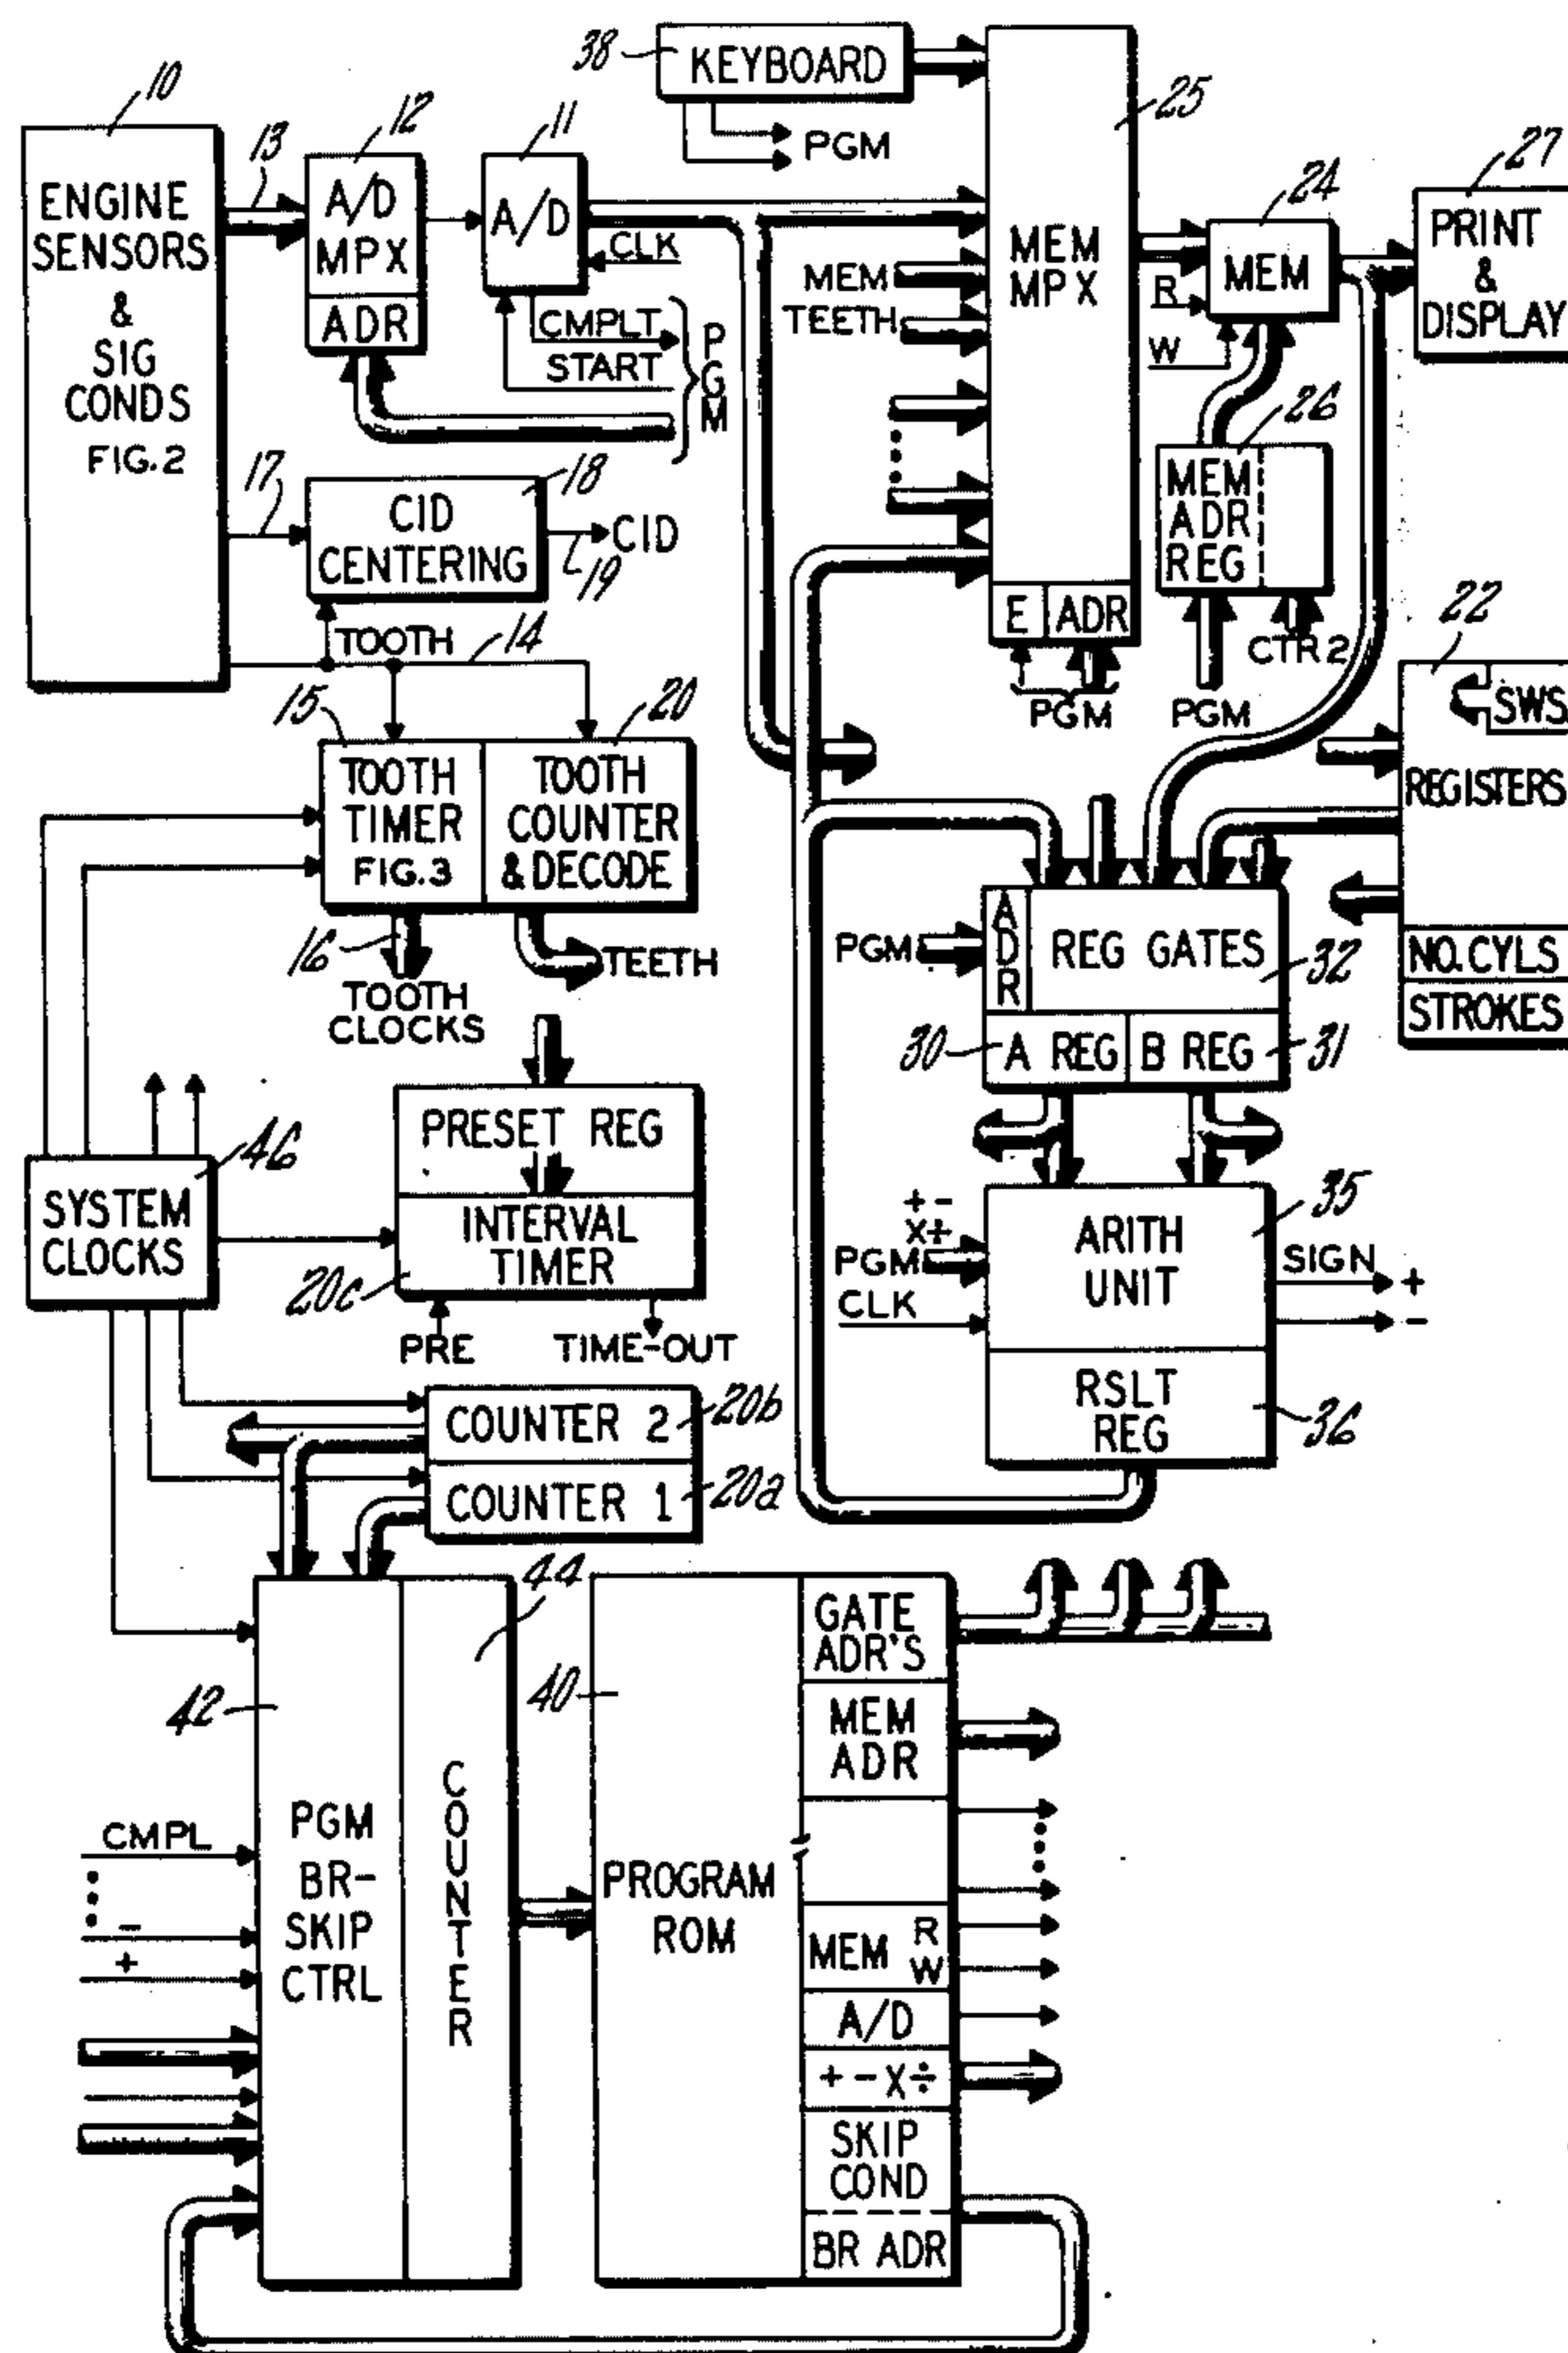 38
KEYBOARD
PGM
10
ENGINE
SENSORS
&
SIG
CONDS
FIG. 2
13
12
A/D
MPX
ADR
11
A/D
CLK
CMPLT
START
PGM
25
MEM
MPX
MEM
TEETH
E
ADR
PGM
24
MEM
R
W
27
PRINT
&
DISPLAY
26
MEM
ADR
REG
CTR 2
PGM
17
18
CID
CENTERING
CID
19
TOOTH
14
15
TOOTH
TIMER
FIG. 3
20
TOOTH
COUNTER
& DECODE
16
TOOTH
CLOCKS
TEETH
22
SWS
REGISTERS
NO. CYLS
STROKES
PGM
ADR
REG GATES
32
30
A REG
B REG
31
46
SYSTEM
CLOCKS
PRESET REG
INTERVAL
TIMER
20c
PRE
TIME-OUT
+ -
X÷
PGM
CLK
ARITH
UNIT
35
SIGN
+
-
RSLT
REG
36
COUNTER 2
20b
COUNTER 1
20a
42
44
PGM
BR-
SKIP
CTRL
COUNTER
CMPL
-
+
40
PROGRAM
ROM
GATE
ADR'S
MEM
ADR
MEM
R
W
A/D
+ - X ÷
SKIP
COND
BR ADR